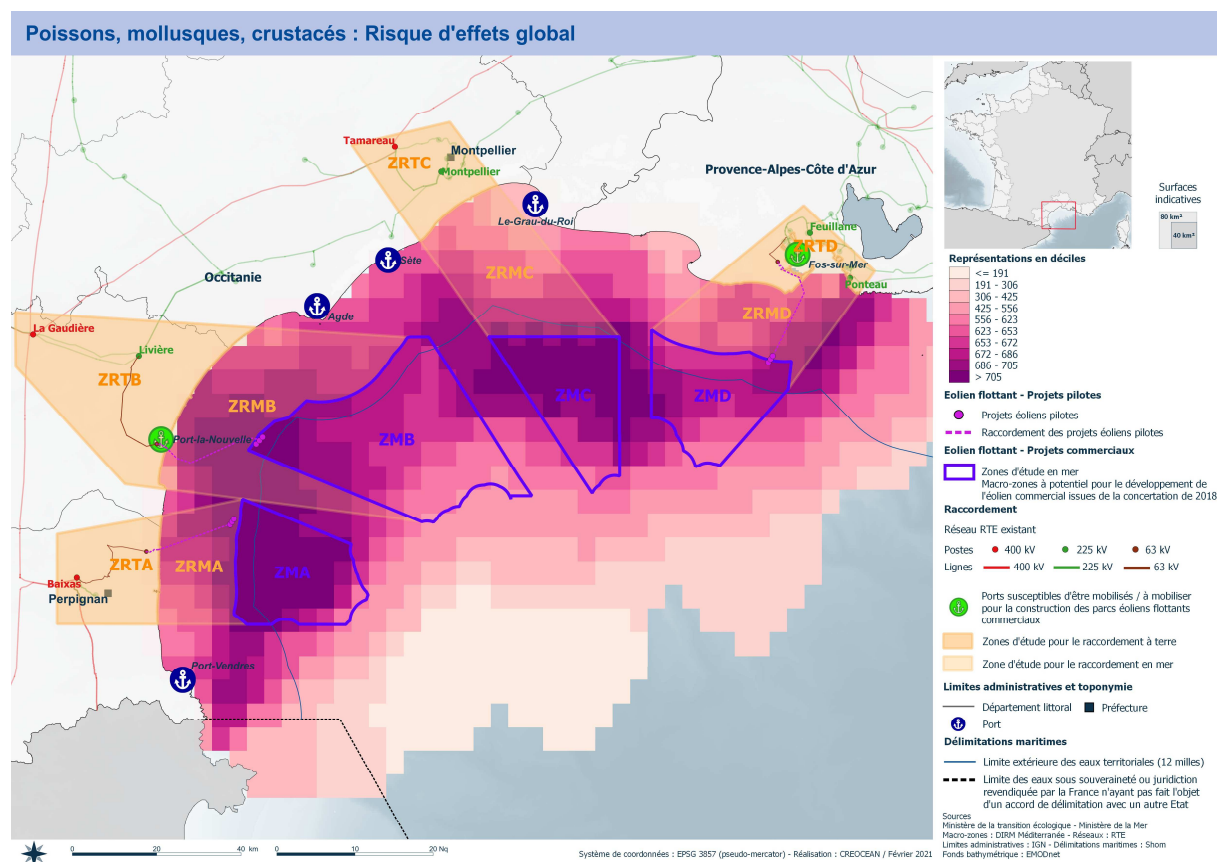 Poissons, mollusques, crustacés : Risque d'effets global
Tamareau
Montpellier
ZRTC
Montpellier
Provence-Alpes-Côte d'Azur
Le-Grau-du-Roi
Feuillane
ZRTD
Fos-sur-Mer
Ponteau
Sète
ZRMC
Occitanie
Agde
ZRMD
La Gaudière
Livière
ZRTB
ZRMB
ZMC
ZMD
ZMB
Port-la-Nouvelle
ZRTA
ZRMA
ZMA
Baixas
Perpignan
Port-Vendres
Surfaces
indicatives
80 km²
40 km²
Représentations en déciles
<= 191
191 - 306
306 - 425
425 - 556
556 - 623
623 - 653
653 - 672
672 - 686
686 - 705
> 705
Eolien flottant - Projets pilotes
Projets éoliens pilotes
Raccordement des projets éoliens pilotes
Eolien flottant - Projets commerciaux
Zones d'étude en mer
Macro-zones à potentiel pour le développement de
l'éolien commercial issues de la concertation de 2018
Raccordement
Réseau RTE existant
Postes 400 kV 225 kV 63 kV
Lignes 400 kV 225 kV 63 kV
Ports susceptibles d'être mobilisés / à mobiliser
pour la construction des parcs éoliens flottants
commerciaux
Zones d'étude pour le raccordement à terre
Zone d'étude pour le raccordement en mer
Limites administratives et toponymie
Département littoral Préfecture
Port
Délimitations maritimes
Limite extérieure des eaux territoriales (12 milles)
Limite des eaux sous souveraineté ou juridiction
revendiquée par la France n'ayant pas fait l'objet
d'un accord de délimitation avec un autre Etat
Sources
Ministère de la transition écologique - Ministère de la Mer
Macro-zones : DIRM Méditerranée - Réseaux : RTE
Limites administratives : IGN - Délimitations maritimes : Shom
Fonds bathymétrique : EMODnet
0 20 40 km
0 10 20 Nq
Système de coordonnées : EPSG 3857 (pseudo-mercator) - Réalisation : CREOCEAN / Février 2021